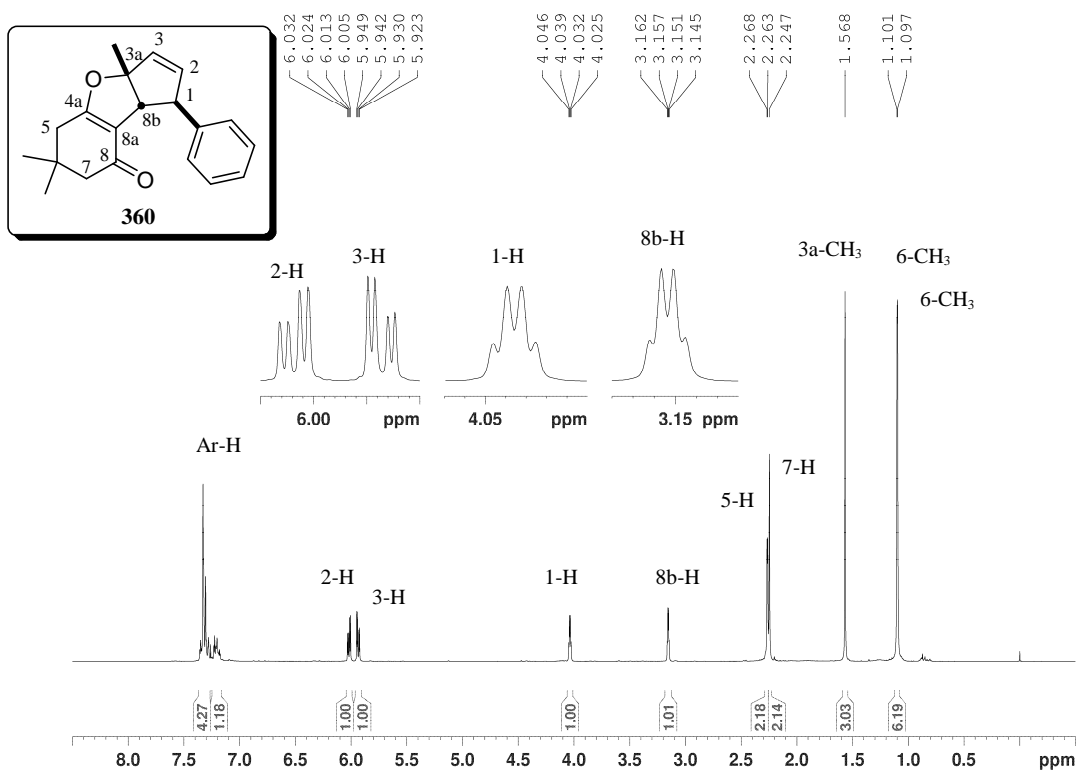 6.032
6.024
6.013
6.005
5.949
5.942
5.930
5.923
4.046
4.039
4.032
4.025
3.162
3.157
3.151
3.145
2.268
2.263
2.247
1.568
1.101
1.097
3
3a
2
O
1
4a
8b
5
8a
8
7
O
360
2-H
3-H
1-H
8b-H
3a-CH₃
6-CH₃
6-CH₃
6.00 ppm
4.05 ppm
3.15 ppm
Ar-H
7-H
5-H
2-H
3-H
1-H
8b-H
4.27
1.18
1.00
1.00
1.00
1.01
2.18
2.14
3.03
6.19
8.0 7.5 7.0 6.5 6.0 5.5 5.0 4.5 4.0 3.5 3.0 2.5 2.0 1.5 1.0 0.5 ppm